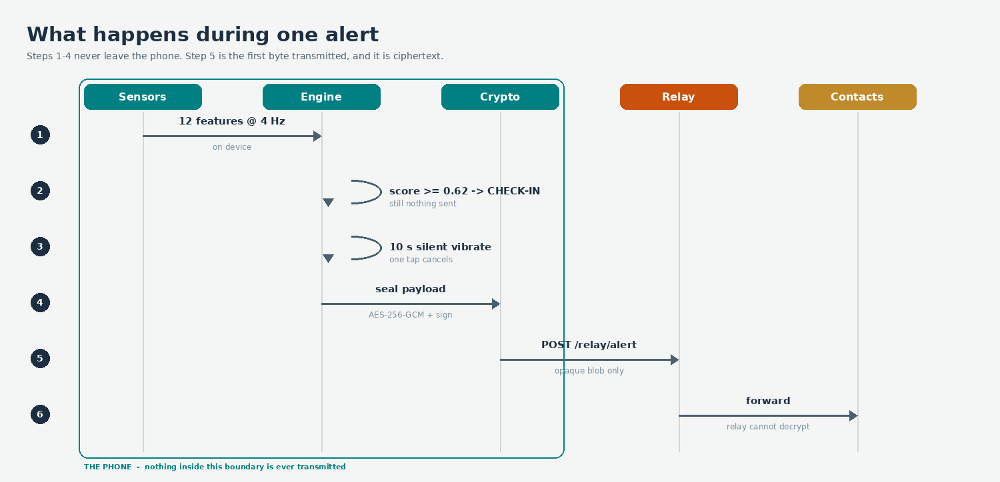 What happens during one alert
Steps 1-4 never leave the phone. Step 5 is the first byte transmitted, and it is ciphertext.
Sensors
Engine
Crypto
Relay
Contacts
1
12 features @ 4 Hz
on device
2
score >= 0.62 -> CHECK-IN
still nothing sent
3
10 s silent vibrate
one tap cancels
4
seal payload
AES-256-GCM + sign
5
POST /relay/alert
opaque blob only
6
forward
relay cannot decrypt
THE PHONE - nothing inside this boundary is ever transmitted